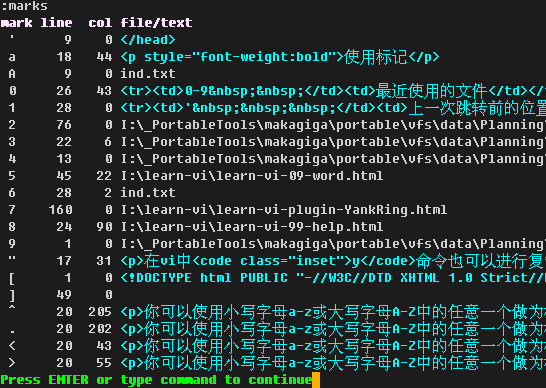 :marks
mark line  col file/text
 '      9    0 </head>
 a     18   44 <p style="font-weight:bold">使用标记</p>
 A      9    0 ind.txt
 0     26   43 <tr><td>0-9&nbsp;&nbsp;</td><td>最近使用的文件</td></
 1     28    0 <tr><td>'&nbsp;&nbsp;&nbsp;</td><td>上一次跳转前的位置
 2     76    0 I:\_PortableTools\makagiga\portable\vfs\data\Planning
 3     22    6 I:\_PortableTools\makagiga\portable\vfs\data\Planning
 4     13    0 I:\_PortableTools\makagiga\portable\vfs\data\Planning
 5     45   22 I:\learn-vi\learn-vi-09-word.html
 6     28    2 ind.txt
 7    160    0 I:\learn-vi\learn-vi-plugin-YankRing.html
 8     24   90 I:\learn-vi\learn-vi-99-help.html
 9      1    0 I:\_PortableTools\makagiga\portable\vfs\data\Planning
 "     17   31 <p>在vi中<code class="inset">y</code>命令也可以进行复
 [      1    0 <!DOCTYPE html PUBLIC "-//W3C//DTD XHTML 1.0 Strict//
 ]     49    0
 ^     20  205 <p>你可以使用小写字母a-z或大写字母A-Z中的任意一个做为
 .     20  202 <p>你可以使用小写字母a-z或大写字母A-Z中的任意一个做为
 <     20   43 <p>你可以使用小写字母a-z或大写字母A-Z中的任意一个做为
 >     20   55 <p>你可以使用小写字母a-z或大写字母A-Z中的任意一个做为
Press ENTER or type command to continue